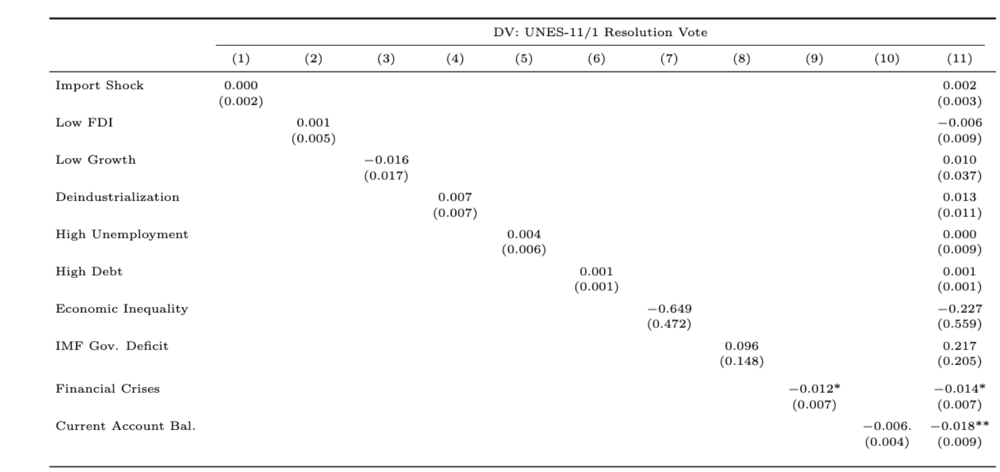 DV: UNES-11/1 Resolution Vote
(1) (2) (3) (4) (5) (6) (7) (8) (9) (10) (11)
Import Shock 0.000 0.002
(0.002) (0.003)
Low FDI 0.001 −0.006
(0.005) (0.009)
Low Growth −0.016 0.010
(0.017) (0.037)
Deindustrialization 0.007 0.013
(0.007) (0.011)
High Unemployment 0.004 0.000
(0.006) (0.009)
High Debt 0.001 0.001
(0.001) (0.001)
Economic Inequality −0.649 −0.227
(0.472) (0.559)
IMF Gov. Deficit 0.096 0.217
(0.148) (0.205)
Financial Crises −0.012* −0.014*
(0.007) (0.007)
Current Account Bal. −0.006. −0.018**
(0.004) (0.009)